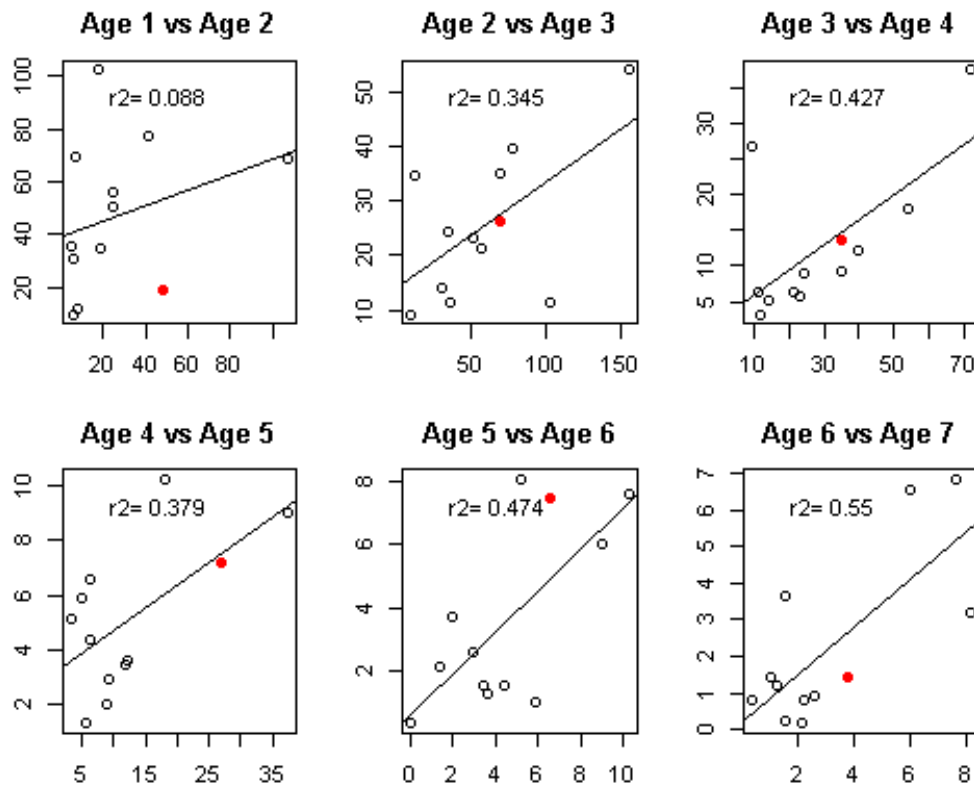 Age 1 vs Age 2
r2= 0.088
20 40 60 80 100
20 40 60 80
Age 2 vs Age 3
r2= 0.345
10 20 30 40 50
50 100 150
Age 3 vs Age 4
r2= 0.427
5 10 20 30
10 30 50 70
Age 4 vs Age 5
r2= 0.379
2 4 6 8 10
5 15 25 35
Age 5 vs Age 6
r2= 0.474
2 4 6 8
0 2 4 6 8 10
Age 6 vs Age 7
r2= 0.55
0 1 2 3 4 5 6 7
2 4 6 8